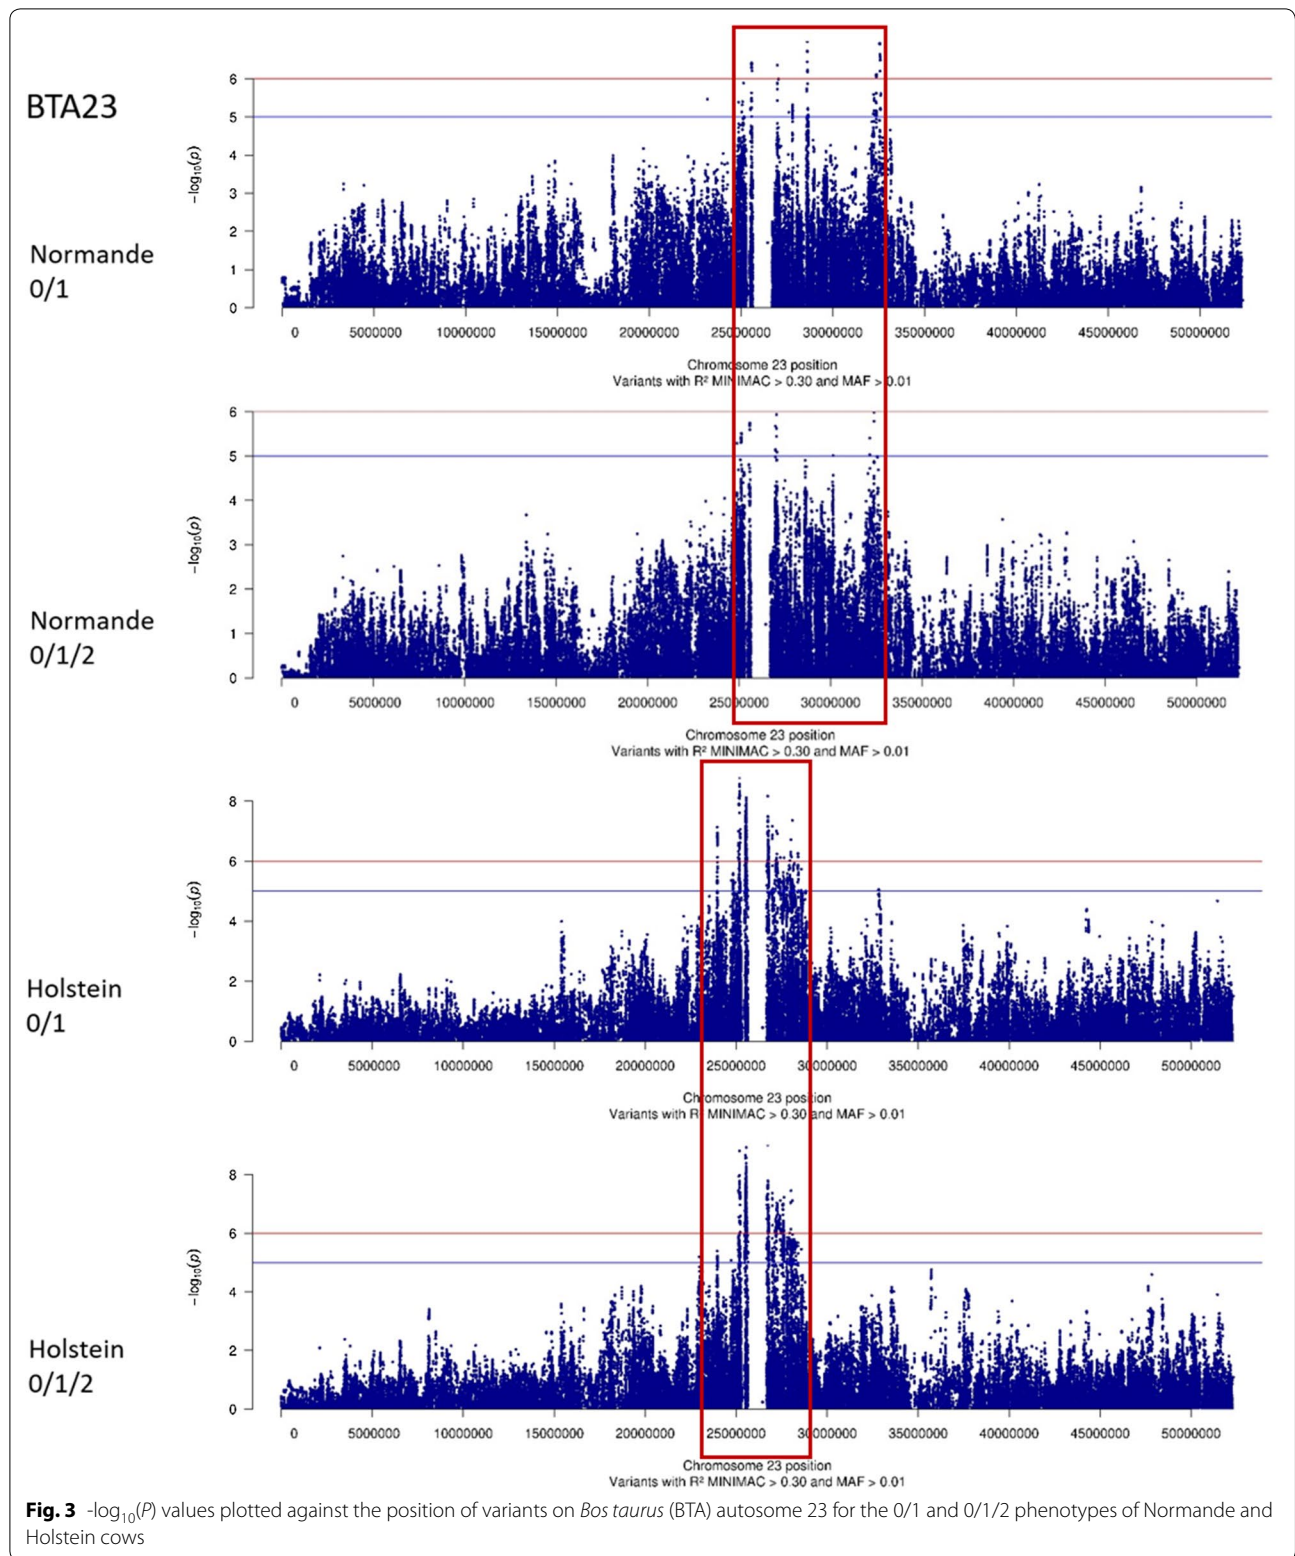 BTA23
Normande
0/1
-log10(p)
6
5
4
3
2
1
0
0 5000000 10000000 15000000 20000000 25000000 30000000 35000000 40000000 45000000 50000000
Chromosome 23 position
Variants with R² MINIMAC > 0.30 and MAF > 0.01
Normande
0/1/2
-log10(p)
6
5
4
3
2
1
0
0 5000000 10000000 15000000 20000000 25000000 30000000 35000000 40000000 45000000 50000000
Chromosome 23 position
Variants with R² MINIMAC > 0.30 and MAF > 0.01
Holstein
0/1
-log10(p)
8
6
4
2
0
0 5000000 10000000 15000000 20000000 25000000 30000000 35000000 40000000 45000000 50000000
Chromosome 23 position
Variants with R² MINIMAC > 0.30 and MAF > 0.01
Holstein
0/1/2
-log10(p)
8
6
4
2
0
0 5000000 10000000 15000000 20000000 25000000 30000000 35000000 40000000 45000000 50000000
Chromosome 23 position
Variants with R² MINIMAC > 0.30 and MAF > 0.01
Fig. 3 -log10(P) values plotted against the position of variants on Bos taurus (BTA) autosome 23 for the 0/1 and 0/1/2 phenotypes of Normande and
Holstein cows